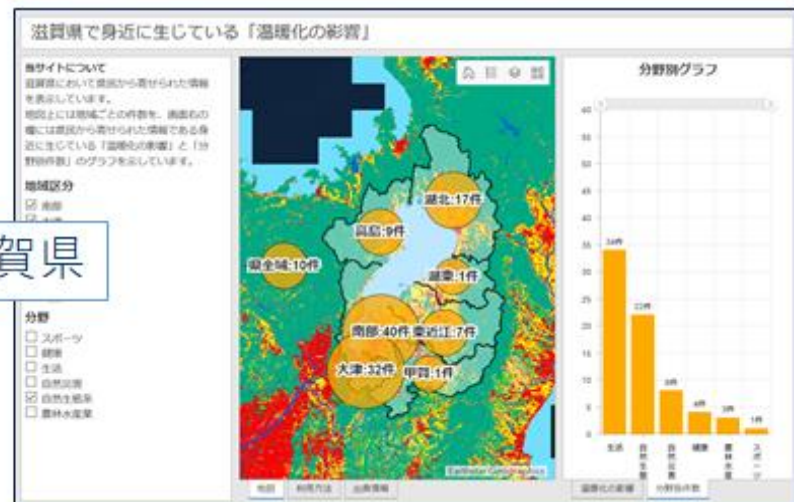 滋賀県で身近に生じている「温暖化の影響」
当サイトについて
滋賀県において県民から寄せられた情報
を表示しています。
地図上には地域ごとの件数を、画面右の
欄には県民から寄せられた情報である身
近に生じている「温暖化の影響」と「分
野別件数」のグラフを示しています。
地域区分
南部
賀県
分野
スポーツ
健康
生活
自然災害
自然生態系
農林水産業
湖北:17件
高島:9件
県全域:10件
湖東:1件
南部:40件
東近江:7件
大津:32件
甲賀:1件
Earthstar Geographics
地図
利用方法
出典情報
分野別グラフ
40
35
30
25
20
15
10
5
0
34件
22件
8件
4件
3件
1件
生活
自然生態
自然災害
健康
農林水産
スポーツ
温暖化の影響
分野別件数